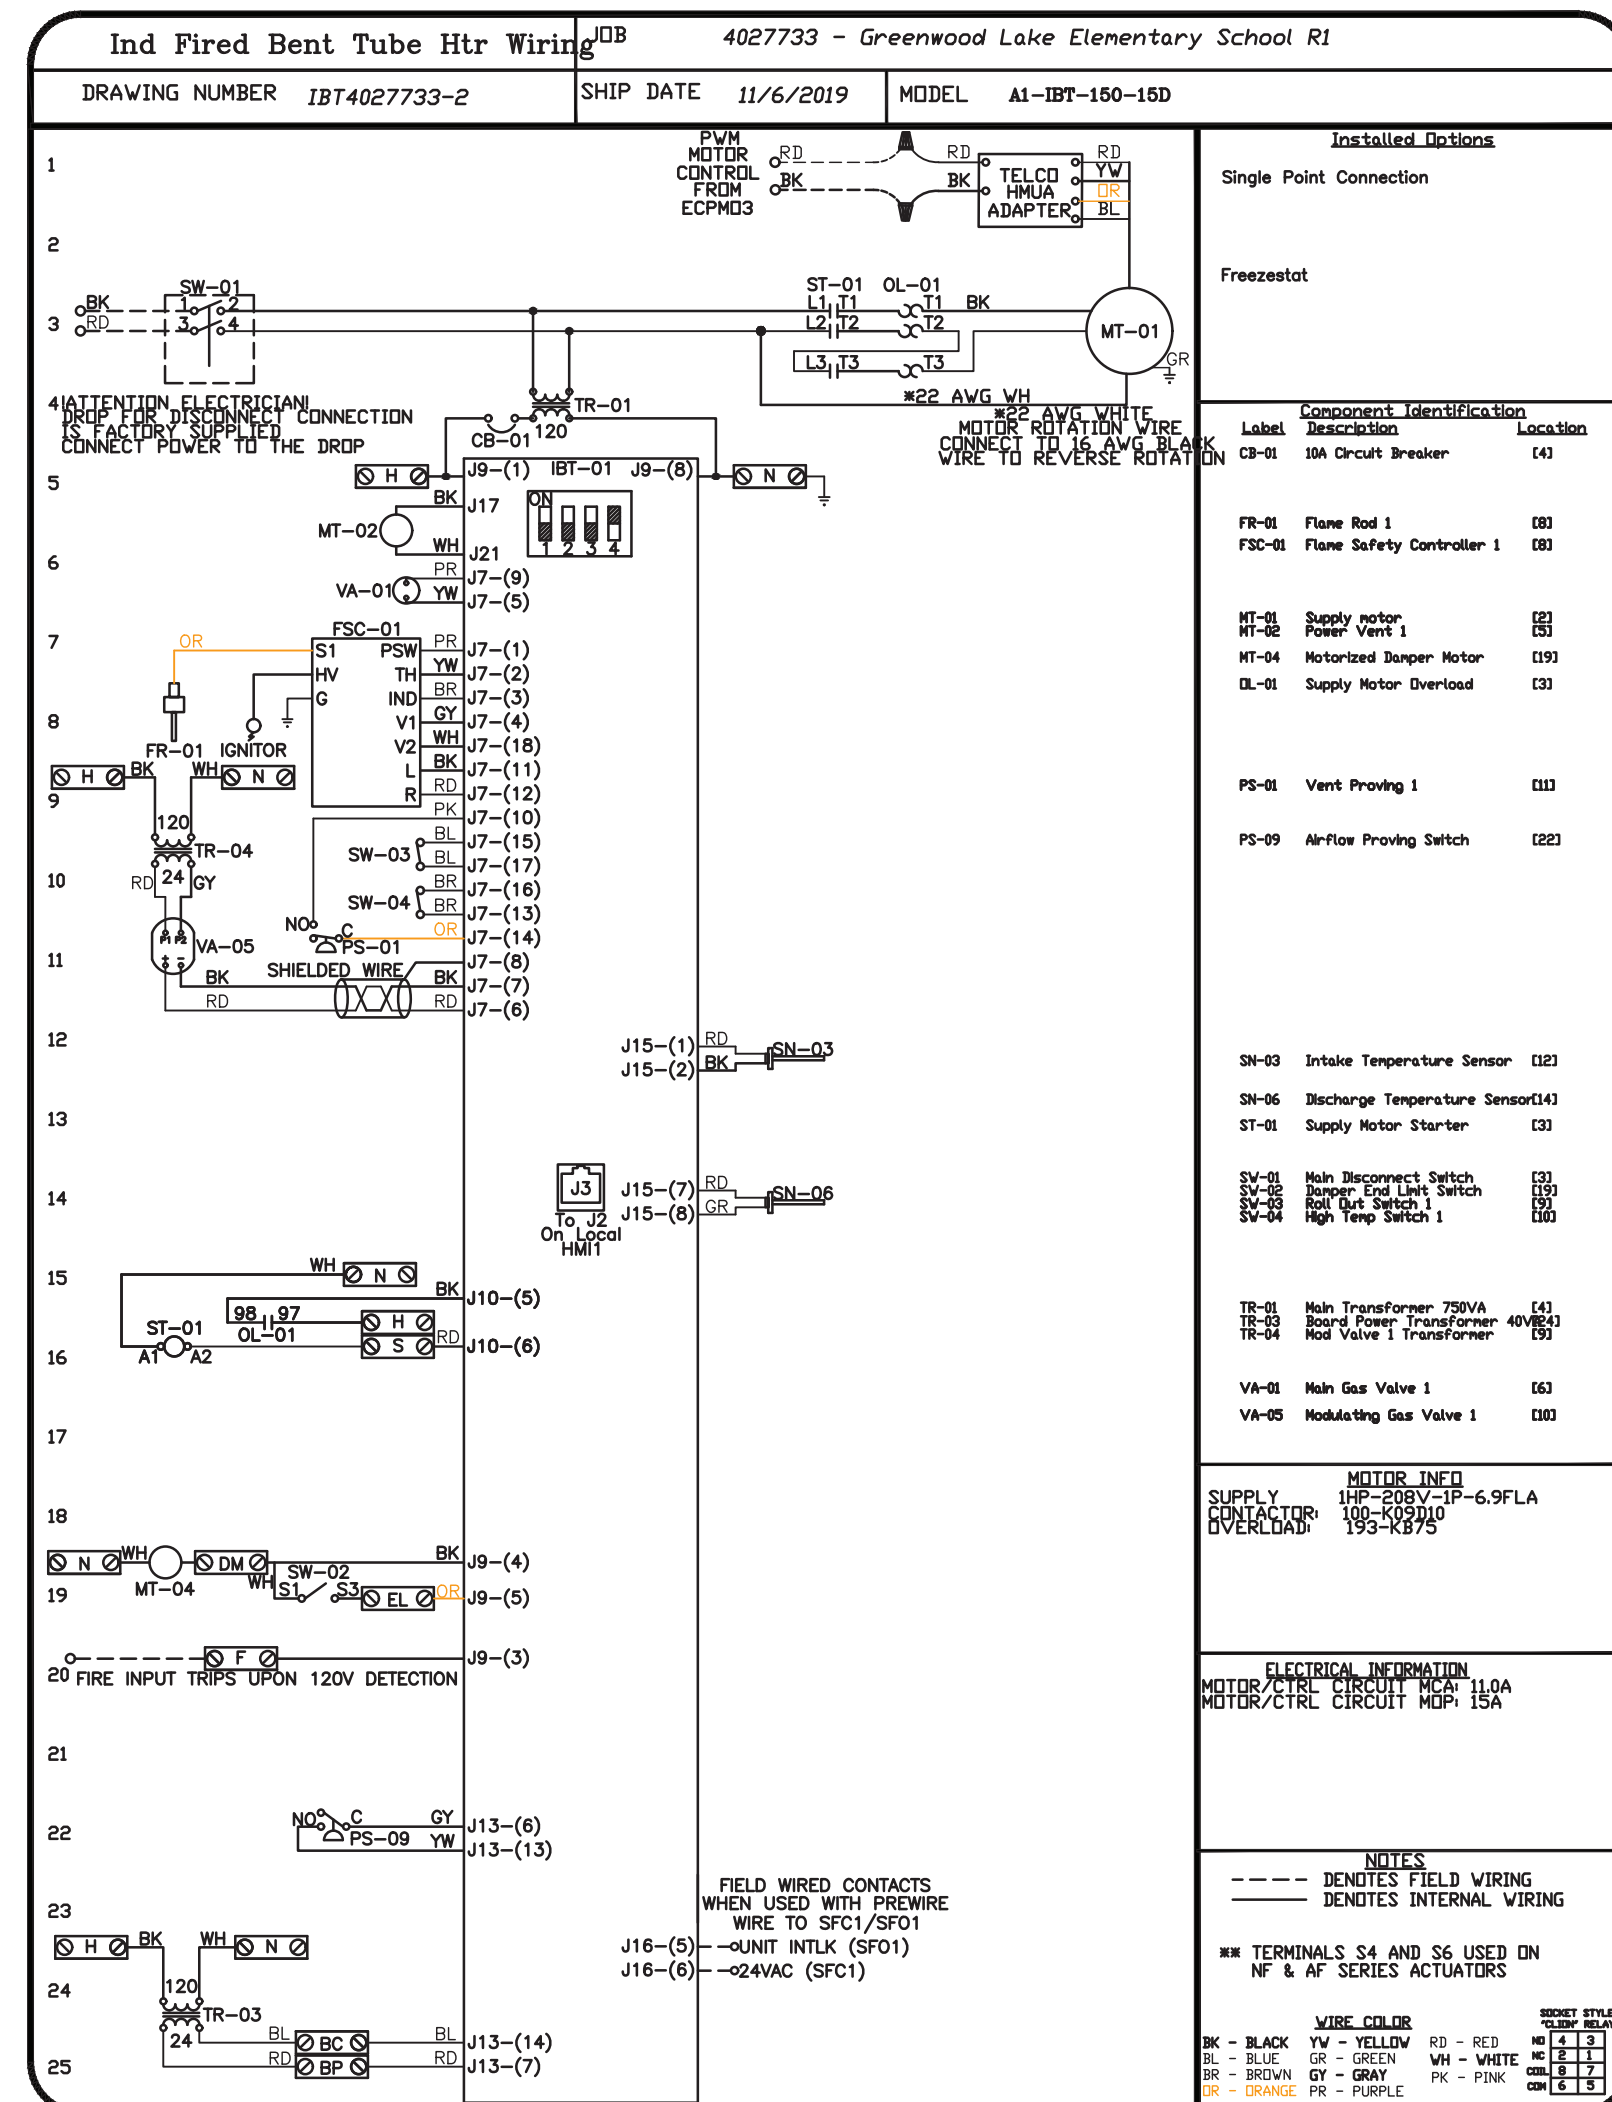 Ind Fired Bent Tube Htr Wiring
JOB 4027733 - Greenwood Lake Elementary School R1
DRAWING NUMBER IBT4027733-2
SHIP DATE 11/6/2019
MODEL A1-IBT-150-15D
1
PWM
MOTOR
CONTROL
FROM
ECPM03
RD
BK
RD
BK
TELCO
HMUA
ADAPTER
RD
YW
OR
BL
2
SW-01
BK
RD
1 2
3 4
3
ST-01 OL-01
L1 T1 T1 BK
L2 T2 T2
L3 T3 T3
MT-01
GR
*22 AWG WH
*22 AWG WHITE
MOTOR ROTATION WIRE
CONNECT TO 16 AWG BLACK
WIRE TO REVERSE ROTATION
4
!ATTENTION ELECTRICIAN!
DROP FOR DISCONNECT CONNECTION
IS FACTORY SUPPLIED
CONNECT POWER TO THE DROP
TR-01
CB-01 120
5
H J9-(1) IBT-01 J9-(8) N
BK J17
MT-02
WH J21
ON
1 2 3 4
6
PR J7-(9)
VA-01 YW J7-(5)
7
OR FSC-01
S1 PSW PR J7-(1)
HV TH YW J7-(2)
G IND BR J7-(3)
8
V1 GY J7-(4)
FR-01 IGNITOR V2 WH J7-(18)
H BK WH N L BK J7-(11)
9
R RD J7-(12)
PK J7-(10)
120
TR-04
BL J7-(15)
SW-03 BL J7-(17)
10
RD 24 GY
BR J7-(16)
SW-04 BR J7-(13)
NO C OR J7-(14)
PS-01
P1 P2
VA-05
+ -
11
SHIELDED WIRE J7-(8)
BK BK J7-(7)
RD RD J7-(6)
12
J15-(1) RD SN-03
J15-(2) BK
13
14
J3
To J2
On Local
HMI1
J15-(7) RD SN-06
J15-(8) GR
15
WH N
BK J10-(5)
98 97 H
OL-01
ST-01
A1 A2 S RD J10-(6)
16
17
18
N WH MT-04 DM BK J9-(4)
19
WH SW-02
S1 S3 EL OR J9-(5)
20
F J9-(3)
FIRE INPUT TRIPS UPON 120V DETECTION
21
22
NO C GY J13-(6)
PS-09 YW J13-(13)
23
FIELD WIRED CONTACTS
WHEN USED WITH PREWIRE
WIRE TO SFC1/SFO1
J16-(5) UNIT INTLK (SFO1)
J16-(6) 24VAC (SFC1)
H BK WH N
24
120
TR-03
24
BL BC BL J13-(14)
25
RD BP RD J13-(7)
Installed Options
Single Point Connection
Freezestat
Component Identification
Label Description Location
CB-01 10A Circuit Breaker [4]
FR-01 Flame Rod 1 [8]
FSC-01 Flame Safety Controller 1 [8]
MT-01 Supply motor [2]
MT-02 Power Vent 1 [5]
MT-04 Motorized Damper Motor [19]
OL-01 Supply Motor Overload [3]
PS-01 Vent Proving 1 [11]
PS-09 Airflow Proving Switch [22]
SN-03 Intake Temperature Sensor [12]
SN-06 Discharge Temperature Sensor[14]
ST-01 Supply Motor Starter [3]
SW-01 Main Disconnect Switch [3]
SW-02 Damper End Limit Switch [19]
SW-03 Roll Out Switch 1 [9]
SW-04 High Temp Switch 1 [10]
TR-01 Main Transformer 750VA [4]
TR-03 Board Power Transformer 40VA[24]
TR-04 Mod Valve 1 Transformer [9]
VA-01 Main Gas Valve 1 [6]
VA-05 Modulating Gas Valve 1 [10]
MOTOR INFO
SUPPLY 1HP-208V-1P-6.9FLA
CONTACTOR: 100-K09D10
OVERLOAD: 193-KB75
ELECTRICAL INFORMATION
MOTOR/CTRL CIRCUIT MCA: 11.0A
MOTOR/CTRL CIRCUIT MOP: 15A
NOTES
DENOTES FIELD WIRING
DENOTES INTERNAL WIRING
** TERMINALS S4 AND S6 USED ON
NF & AF SERIES ACTUATORS
WIRE COLOR
BK - BLACK YW - YELLOW RD - RED
BL - BLUE GR - GREEN WH - WHITE
BR - BROWN GY - GRAY PK - PINK
OR - ORANGE PR - PURPLE
SOCKET STYLE
"CLION" RELAY
NO 4 3
NC 2 1
COIL 8 7
COM 6 5